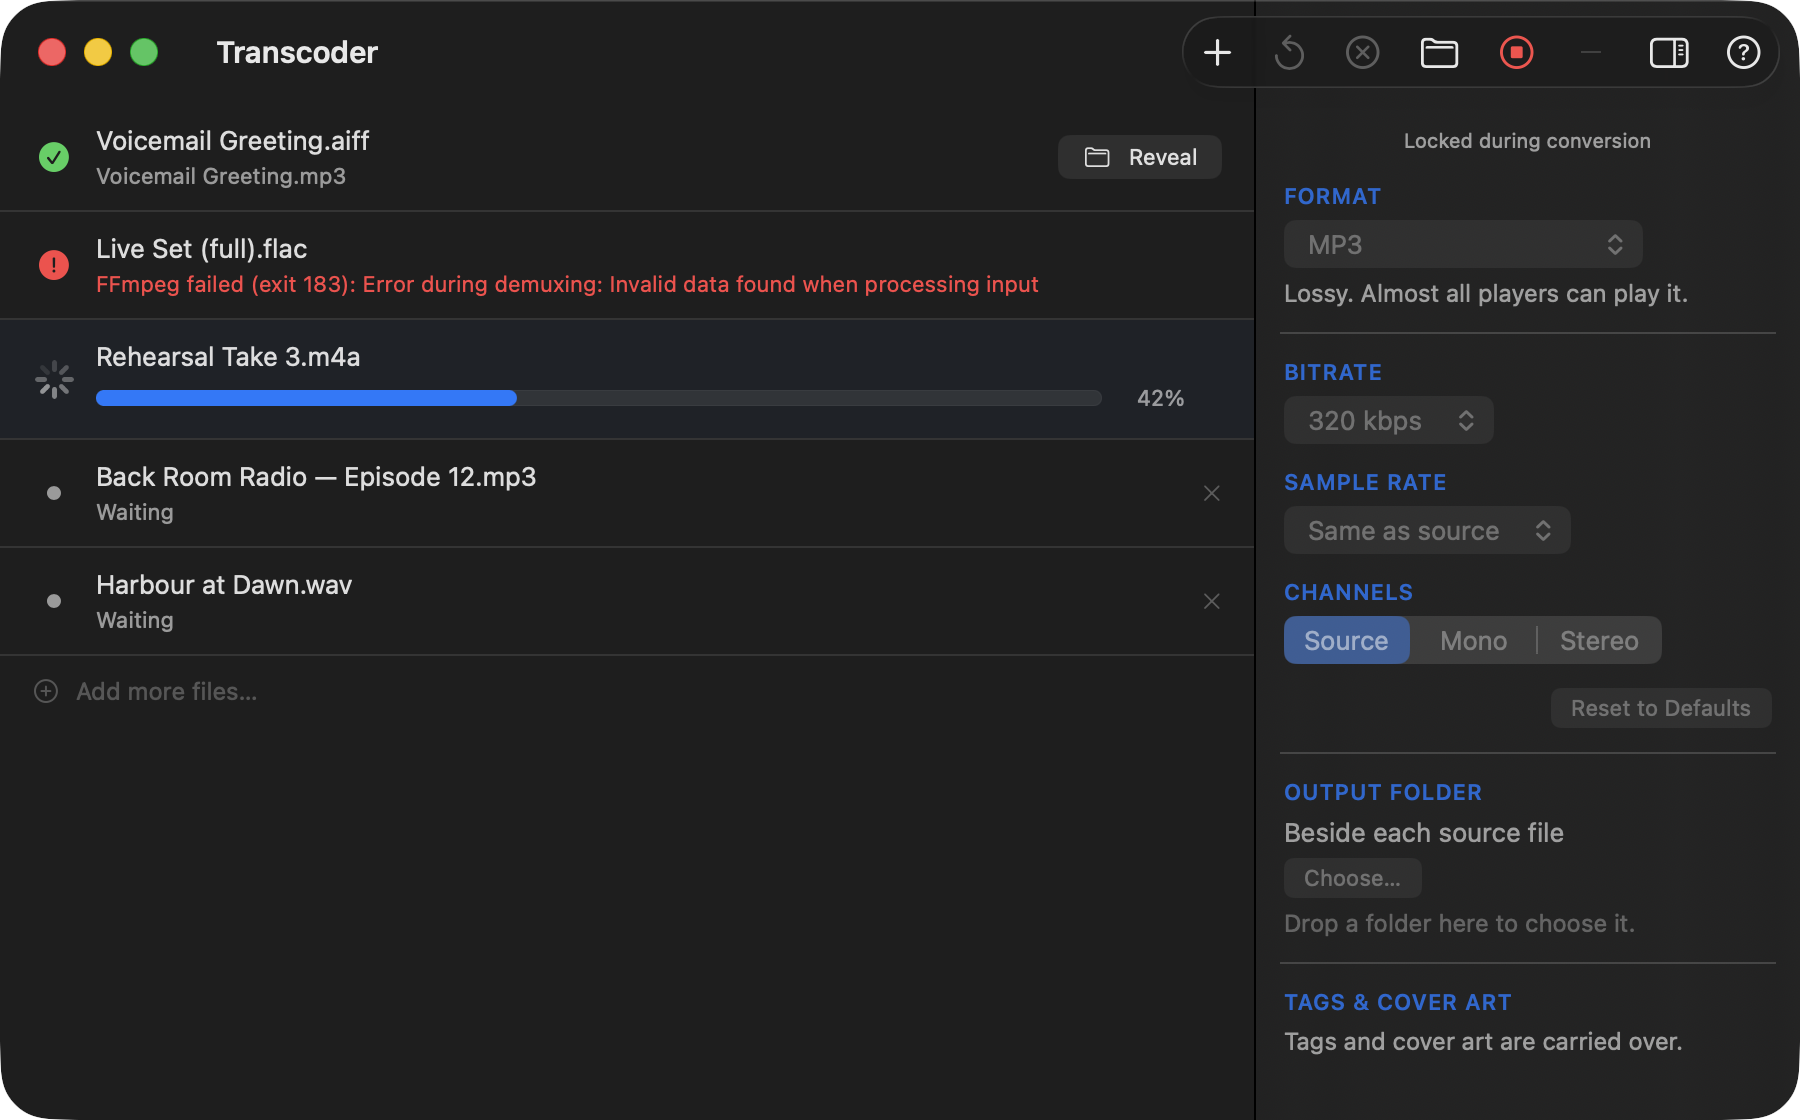 Transcoder
Voicemail Greeting.aiff
Voicemail Greeting.mp3
Reveal
Live Set (full).flac
FFmpeg failed (exit 183): Error during demuxing: Invalid data found when processing input
Rehearsal Take 3.m4a
42%
Back Room Radio — Episode 12.mp3
Waiting
Harbour at Dawn.wav
Waiting
Add more files...
Locked during conversion
FORMAT
MP3
Lossy. Almost all players can play it.
BITRATE
320 kbps
SAMPLE RATE
Same as source
CHANNELS
Source Mono Stereo
Reset to Defaults
OUTPUT FOLDER
Beside each source file
Choose...
Drop a folder here to choose it.
TAGS & COVER ART
Tags and cover art are carried over.